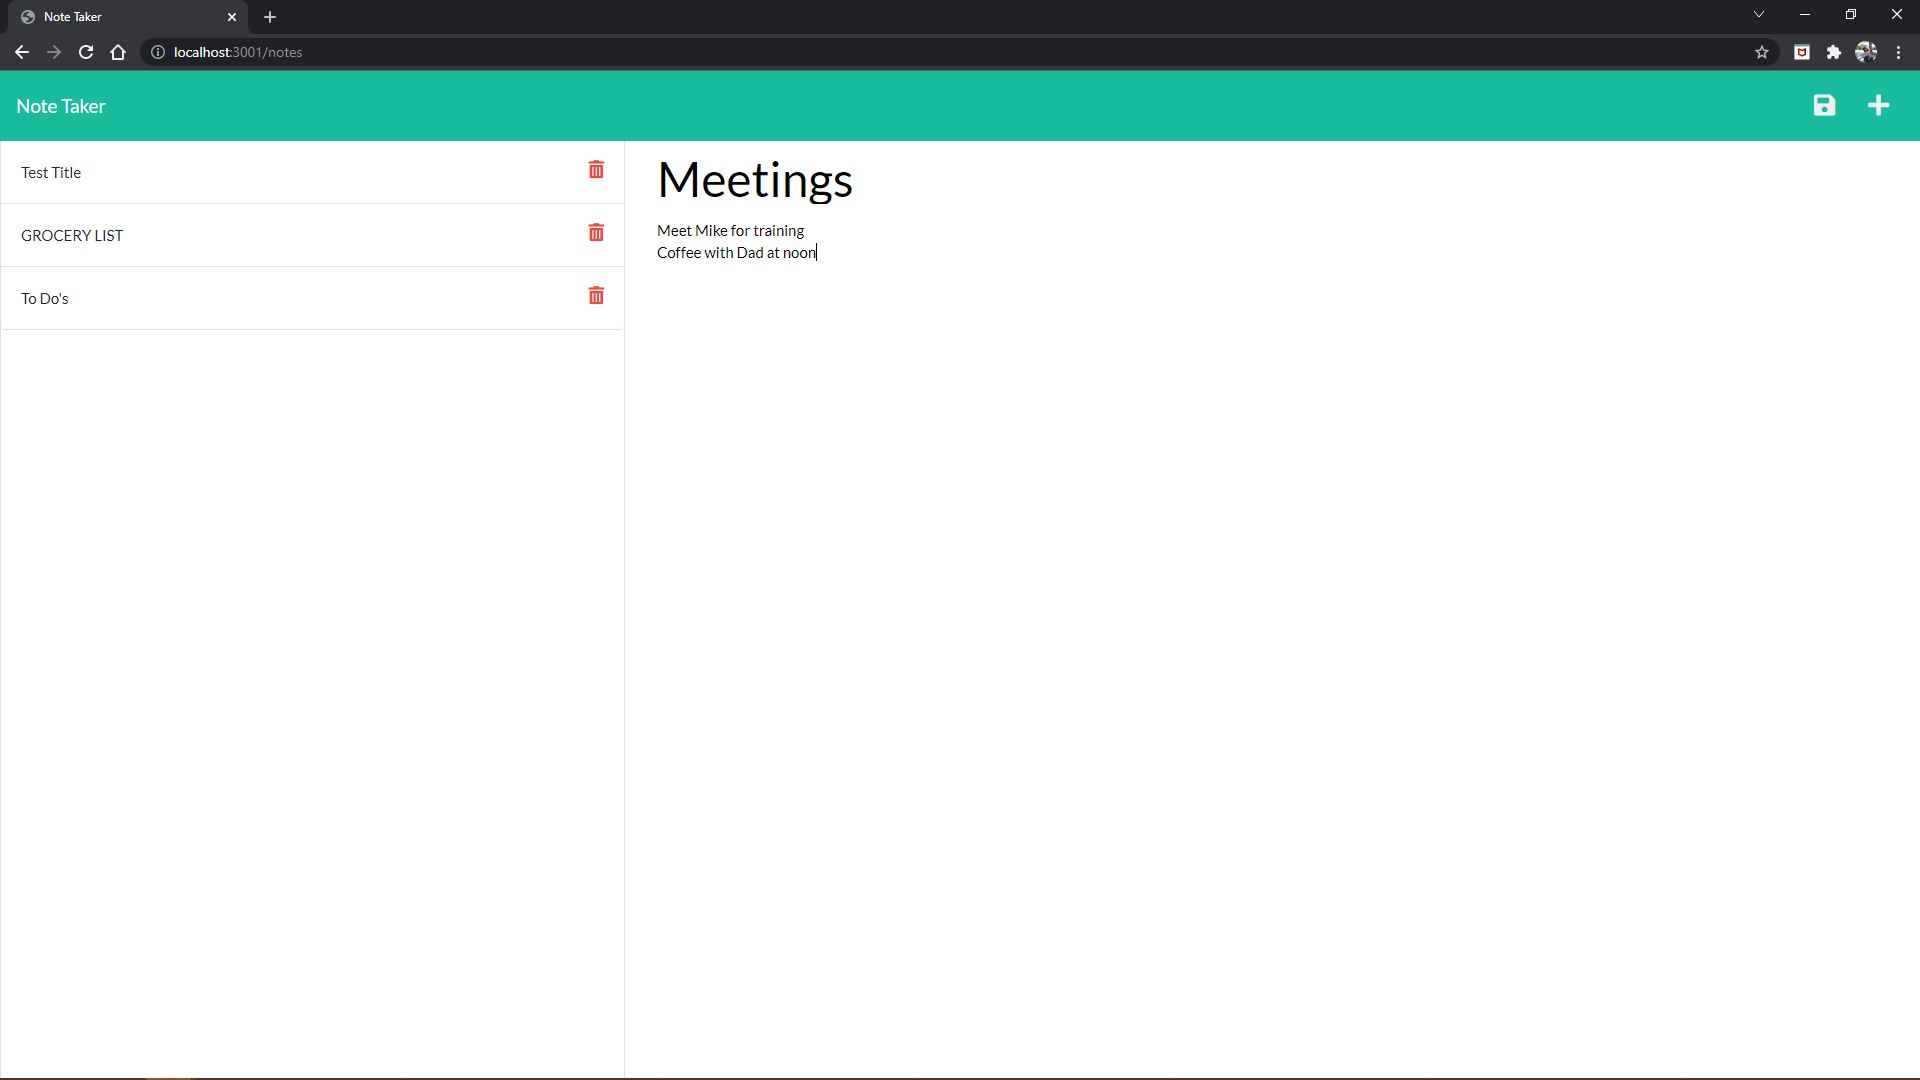 Note Taker
localhost:3001/notes
Note Taker
Test Title
GROCERY LIST
To Do's
Meetings
Meet Mike for training
Coffee with Dad at noon